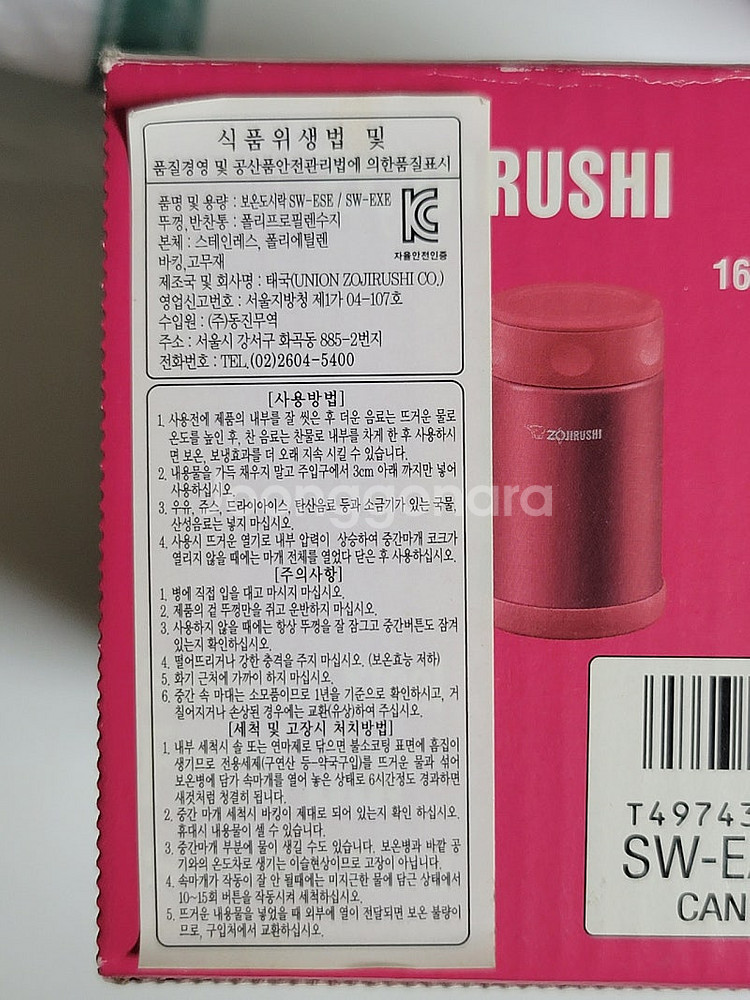 식품위생법 및
품질경영 및 공산품안전관리법에 의한품질표시
품명 및 용량 : 보온도시락 SW-ESE / SW-EXE
뚜껑,반찬통 : 폴리프로필렌수지
본체 : 스테인레스, 폴리에틸렌
바킹,고무재
자율안전인증
제조국 및 회사명 : 태국(UNION ZOJIRUSHI CO.,)
영업신고번호 : 서울지방청 제1가 04-107호
수입원 : (주)동진무역
주소 : 서울시 강서구 화곡동 885-2번지
전화번호 : TEL.(02)2604-5400
[사용방법]
1. 사용전에 제품의 내부를 잘 씻은 후 더운 음료는 뜨거운 물로
온도를 높인 후, 찬 음료는 찬물로 내부를 차게 한 후 사용하시
면 보온, 보냉효과를 더 오래 지속 시킬 수 있습니다.
2. 내용물을 가득 채우지 말고 주입구에서 3cm 아래 까지만 넣어
사용하십시오.
3. 우유, 쥬스, 드라이아이스, 탄산음료 등과 소금기가 있는 국물,
산성음료는 넣지 마십시오.
4. 사용시 뜨거운 열기로 내부 압력이 상승하여 중간마개 코크가
열리지 않을 때에는 마개 전체를 열었다 닫은 후 사용하십시오.
[주의사항]
1. 병에 직접 입을 대고 마시지 마십시오.
2. 제품의 겉 뚜껑만을 쥐고 운반하지 마십시오.
3. 사용하지 않을 때에는 항상 뚜껑을 잘 잠그고 중간버튼도 잠겨
있는지 확인하십시오.
4. 떨어뜨리거나 강한 충격을 주지 마십시오. (보온효능 저하)
5. 화기 근처에 가까이 하지 마십시오.
6. 중간 속 마대는 소모품이므로 1년을 기준으로 확인하시고, 거
칠어지거나 손상된 경우에는 교환(유상)하여 주십시오.
[세척 및 고장시 처치방법]
1. 내부 세척시 솔 또는 연마제로 닦으면 불소코팅 표면에 흠집이
생기므로 전용세제(구연산 등-약국구입)를 뜨거운 물과 섞어
보온병에 담가 속마개를 열어 놓은 상태로 6시간정도 경과하면
새것처럼 청결히 됩니다.
2. 중간 마개 세척시 바킹이 제대로 되어 있는지 확인 하십시오.
휴대시 내용물이 셀 수 있습니다.
3. 중간마개 부분에 물이 생길 수도 있습니다. 보온병과 바깥 공
기와의 온도차로 생기는 이슬현상이므로 고장이 아닙니다.
4. 속마개가 작동이 잘 안 될때에는 미지근한 물에 담근 상태에서
10~15회 버튼을 작동시켜 세척하십시오.
5. 뜨거운 내용물을 넣었을 때 외부에 열이 전달되면 보온 불량이
므로, 구입처에서 교환하십시오.
joonggonara
RUSHI
16
ZOJIRUSHI
T49743
SW-EX
CAN